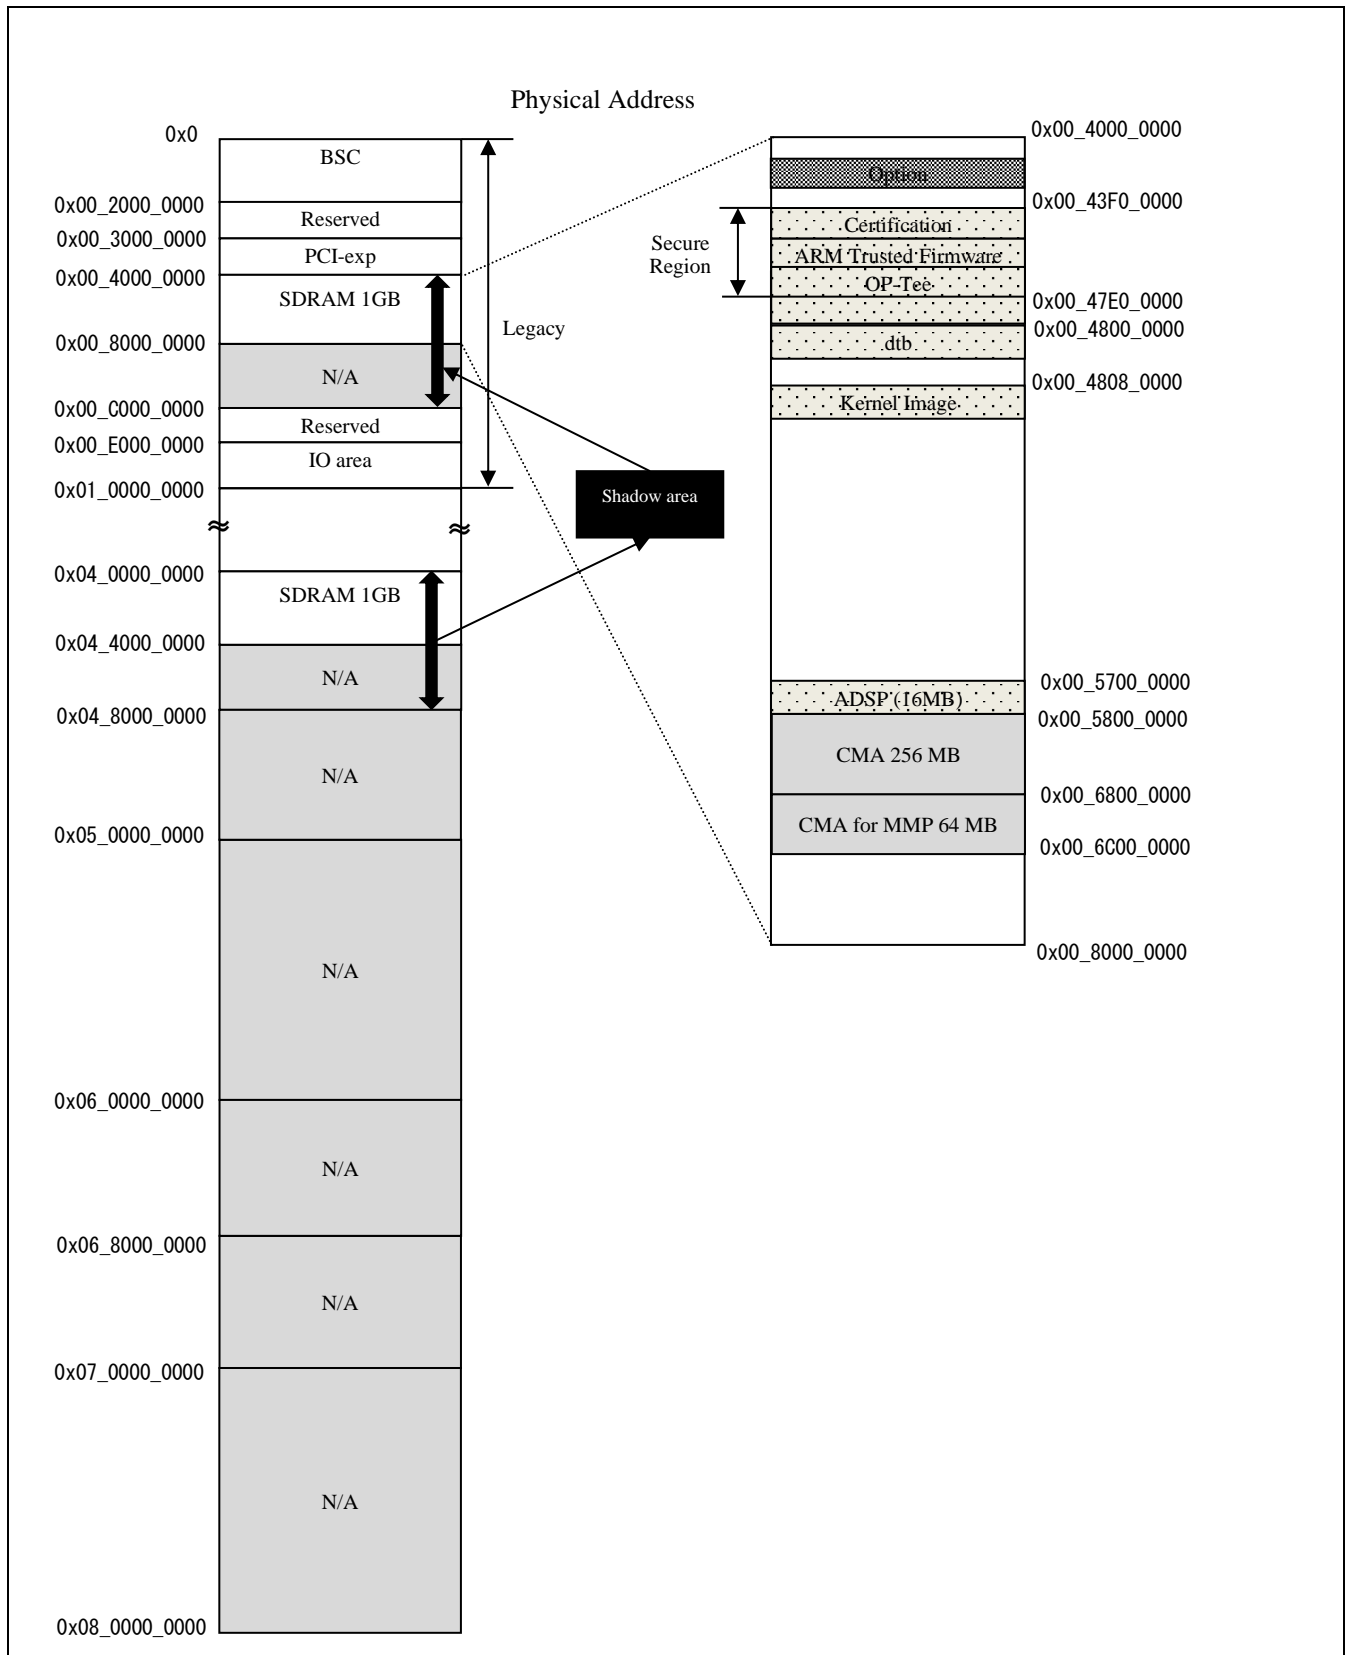 Physical Address
0x0
BSC
0x00_2000_0000
Reserved
0x00_3000_0000
PCI-exp
0x00_4000_0000
SDRAM 1GB
Legacy
0x00_8000_0000
N/A
0x00_C000_0000
Reserved
0x00_E000_0000
IO area
0x01_0000_0000
Shadow area
0x04_0000_0000
SDRAM 1GB
0x04_4000_0000
N/A
0x04_8000_0000
N/A
0x05_0000_0000
N/A
0x06_0000_0000
N/A
0x06_8000_0000
N/A
0x07_0000_0000
N/A
0x08_0000_0000
0x00_4000_0000
Option
0x00_43F0_0000
Secure
Region
Certification
ARM Trusted Firmware
OP-Tee
0x00_47E0_0000
0x00_4800_0000
dtb
0x00_4808_0000
Kernel Image
0x00_5700_0000
ADSP (16MB)
0x00_5800_0000
CMA 256 MB
0x00_6800_0000
CMA for MMP 64 MB
0x00_6C00_0000
0x00_8000_0000